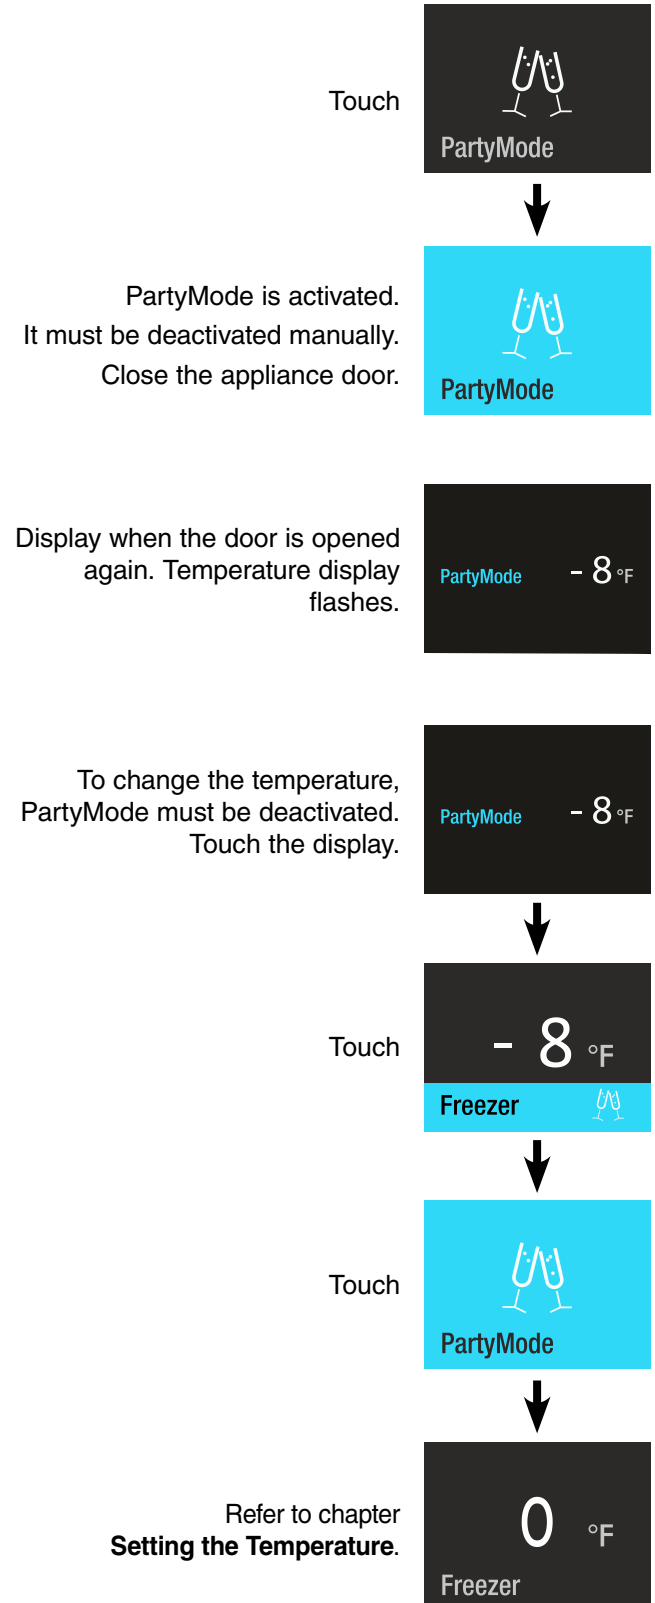 Touch
PartyMode
PartyMode is activated.
It must be deactivated manually.
Close the appliance door.
PartyMode
Display when the door is opened
again. Temperature display
flashes.
PartyMode - 8 °F
To change the temperature,
PartyMode must be deactivated.
Touch the display.
PartyMode - 8 °F
Touch
- 8 °F
Freezer
Touch
PartyMode
Refer to chapter
Setting the Temperature.
0 °F
Freezer